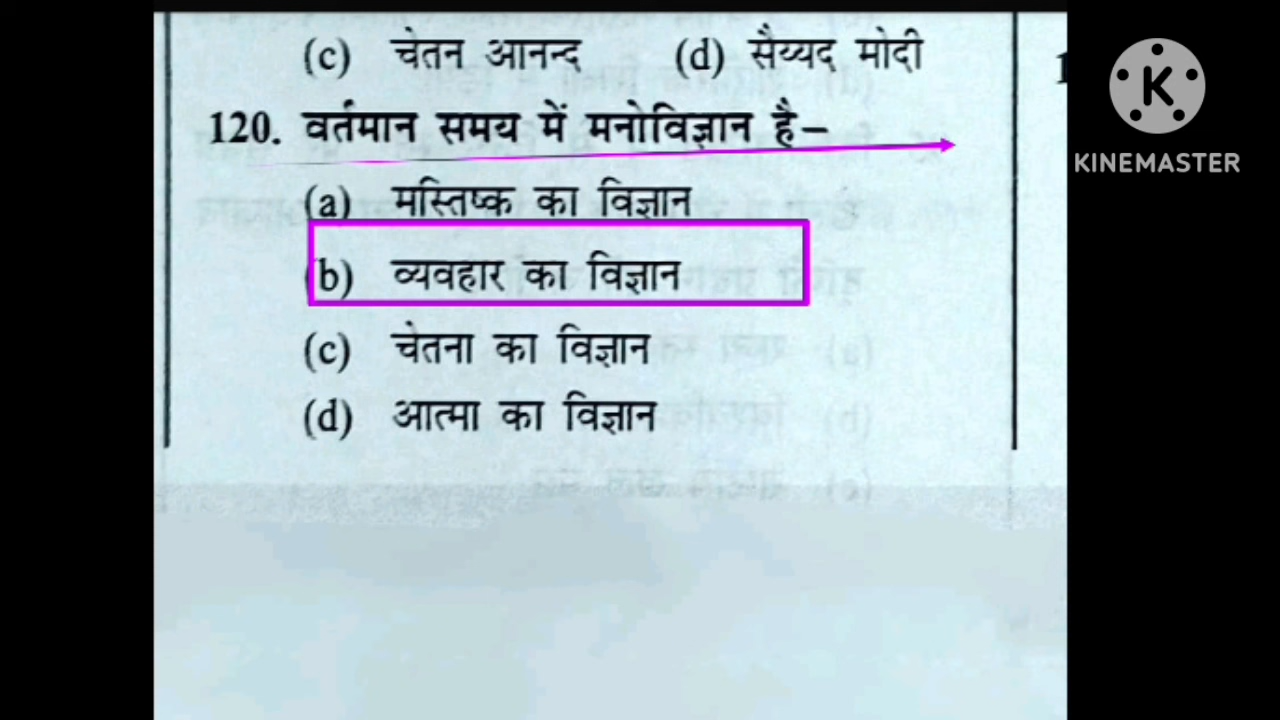 (c) चेतन आनन्द (d) सैय्यद मोदी
120. वर्तमान समय में मनोविज्ञान है–
(a) मस्तिष्क का विज्ञान
(b) व्यवहार का विज्ञान
(c) चेतना का विज्ञान
(d) आत्मा का विज्ञान
K
KINEMASTER